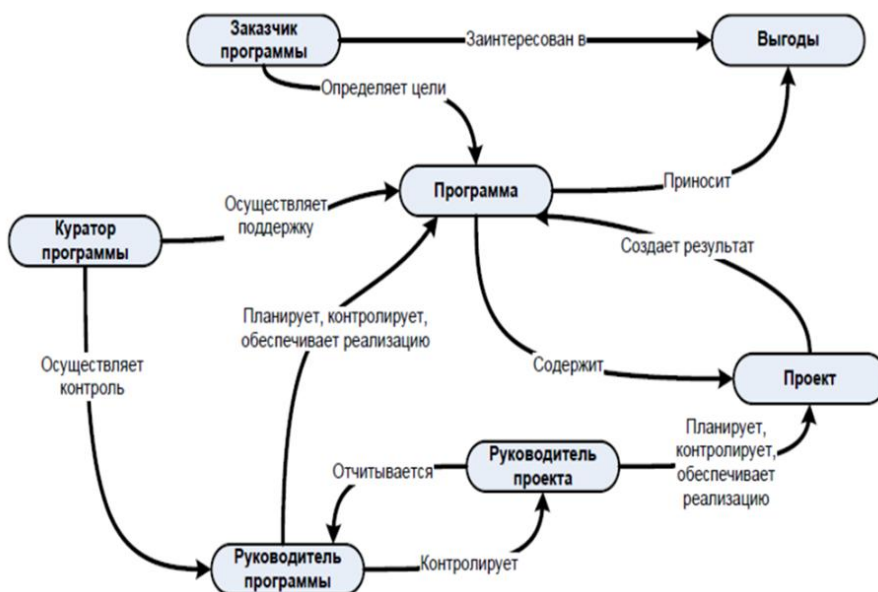 Заказчик
программы
Заинтересован в
Выгоды
Определяет цели
Программа
Приносит
Осуществляет
поддержку
Куратор
программы
Создает результат
Планирует, контролирует,
обеспечивает реализацию
Осуществляет
контроль
Содержит
Проект
Планирует,
контролирует,
обеспечивает
реализацию
Руководитель
проекта
Отчитывается
Руководитель
программы
Контролирует